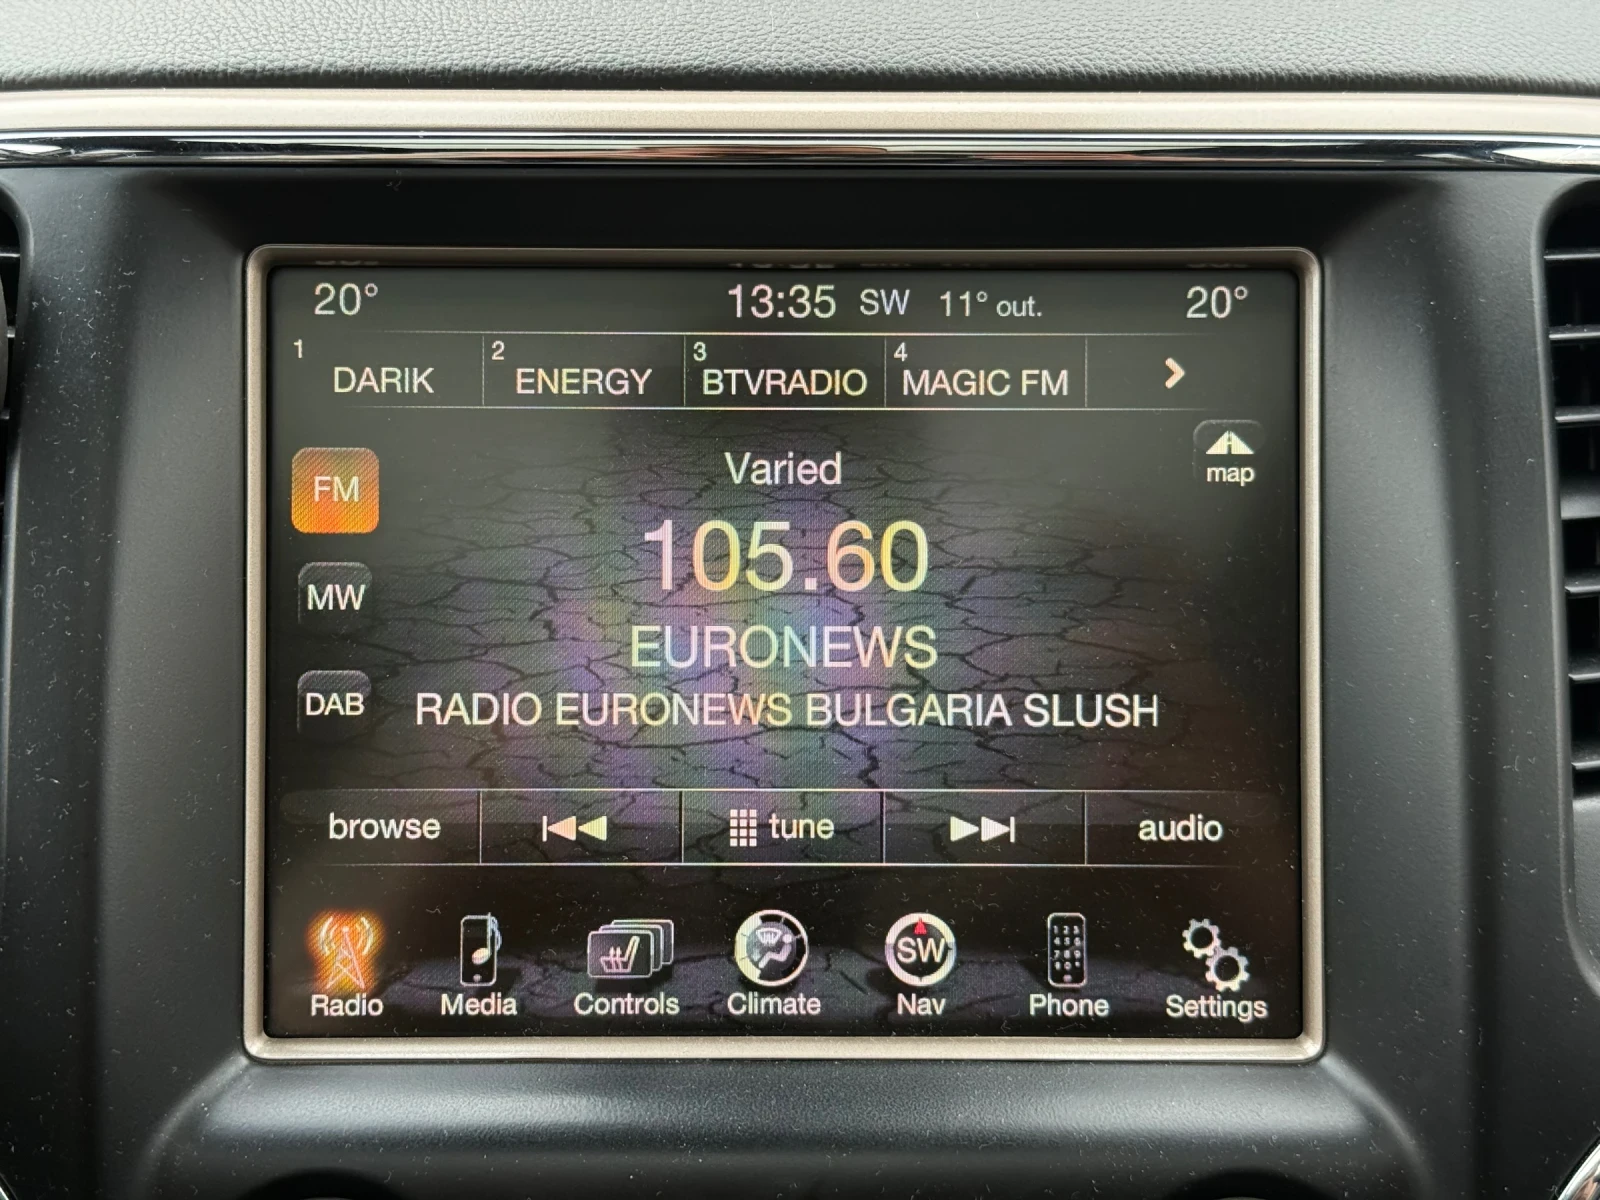 20° 13:35 SW 11° out. 20°
1 DARIK 2 ENERGY 3 BTVRADIO 4 MAGIC FM
map
Varied
FM
105.60
MW
EURONEWS
DAB
RADIO EURONEWS BULGARIA SLUSH
browse tune audio
SW
Radio Media Controls Climate Nav Phone Settings